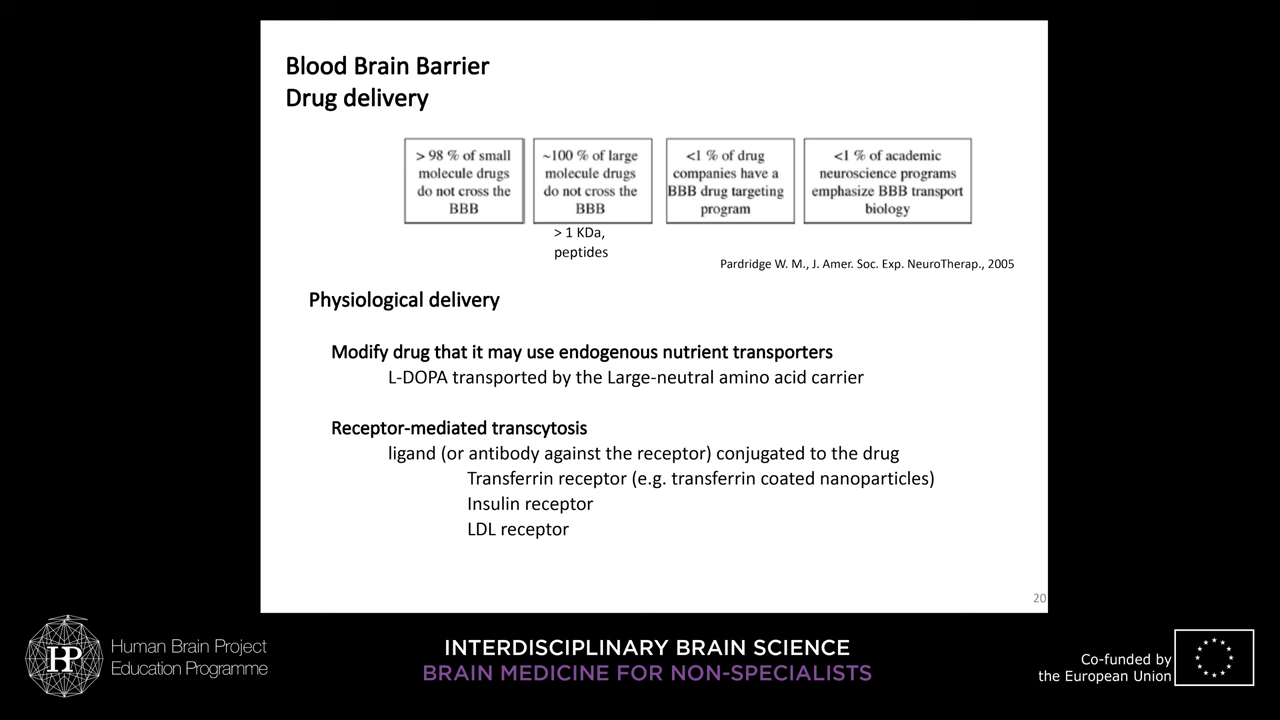 Blood Brain Barrier
Drug delivery
> 98 % of small
molecule drugs
do not cross the
BBB
~100 % of large
molecule drugs
do not cross the
BBB
<1 % of drug
companies have a
BBB drug targeting
program
<1 % of academic
neuroscience programs
emphasize BBB transport
biology
> 1 KDa,
peptides
Pardridge W. M., J. Amer. Soc. Exp. NeuroTherap., 2005
Physiological delivery
Modify drug that it may use endogenous nutrient transporters
L-DOPA transported by the Large-neutral amino acid carrier
Receptor-mediated transcytosis
ligand (or antibody against the receptor) conjugated to the drug
Transferrin receptor (e.g. transferrin coated nanoparticles)
Insulin receptor
LDL receptor
20
HP
Human Brain Project
Education Programme
INTERDISCIPLINARY BRAIN SCIENCE
BRAIN MEDICINE FOR NON-SPECIALISTS
Co-funded by
the European Union